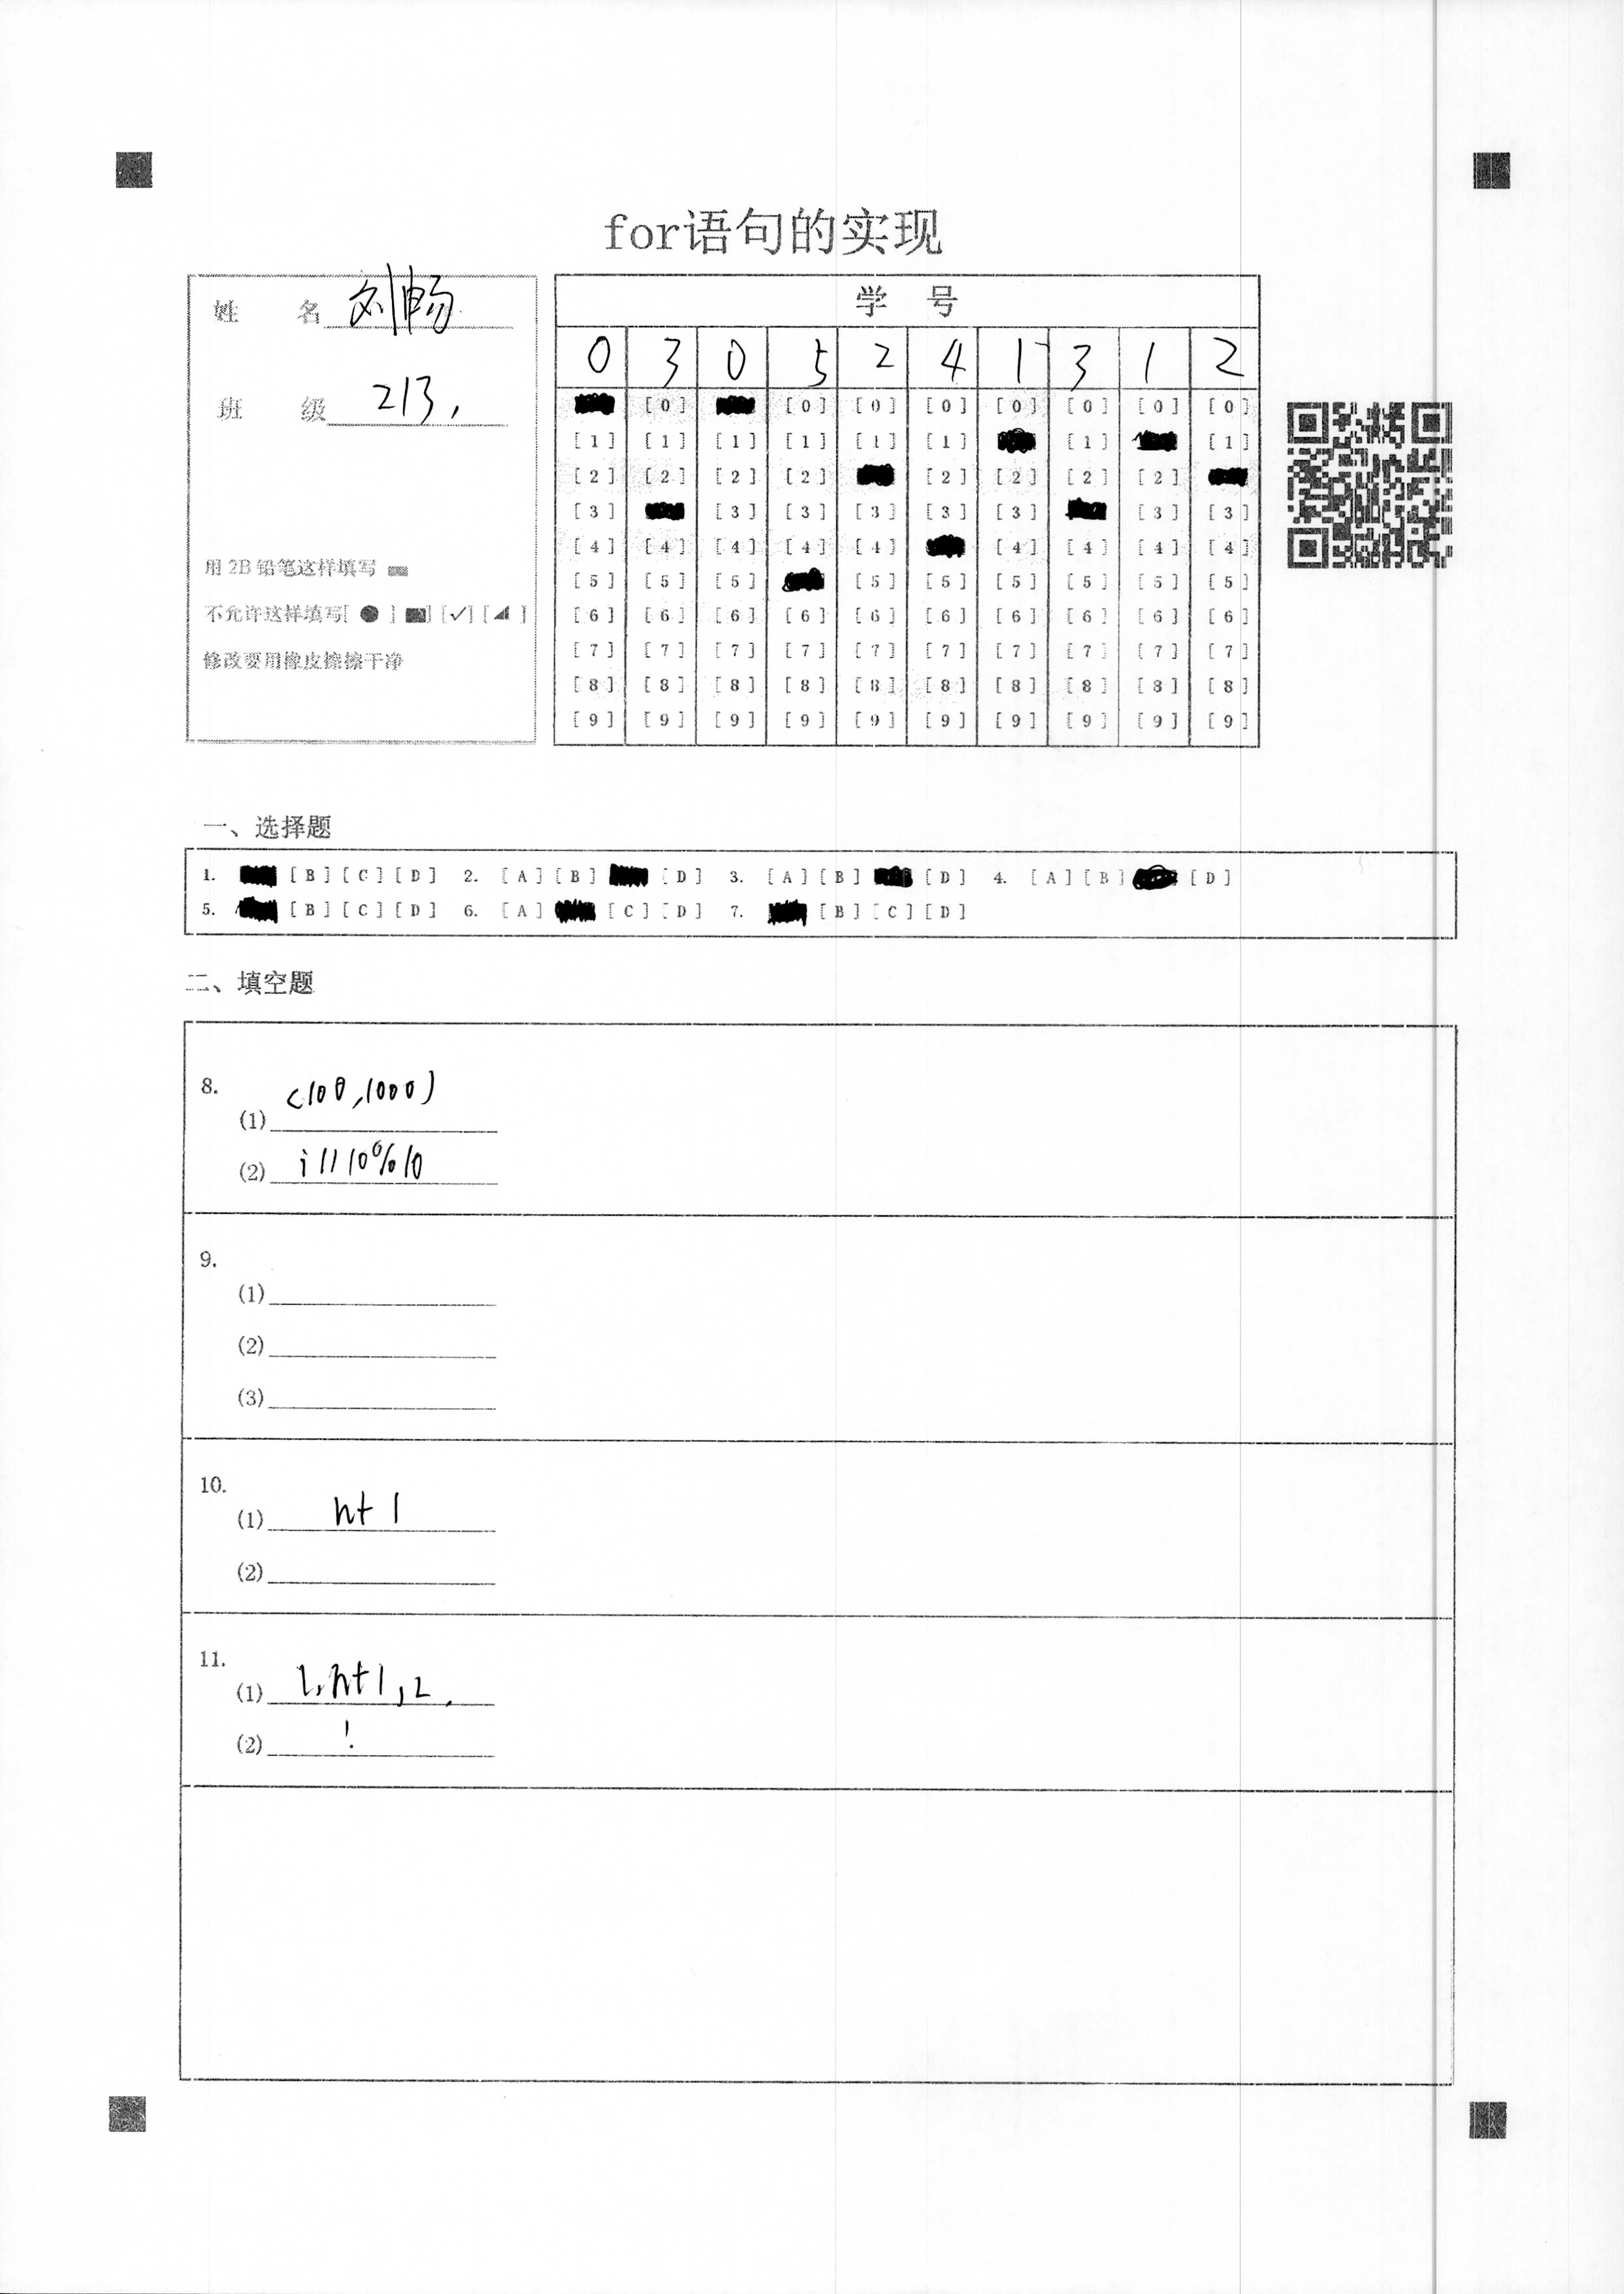 for语句的实现
姓 名 刘畅
班 级 213.
用 2B 铅笔这样填写
不允许这样填写[ ● ] [■] [✓] [◢ ]
修改要用橡皮擦擦干净
学 号
0 3 0 5 2 4 1 3 1 2
[0] [0] [0] [0] [0] [0] [0] [0]
[1] [1] [1] [1] [1] [1] [1] [1]
[2] [2] [2] [2] [2] [2] [2] [2]
[3] [3] [3] [3] [3] [3] [3] [3]
[4] [4] [4] [4] [4] [4] [4] [4] [4]
[5] [5] [5] [5] [5] [5] [5] [5] [5]
[6] [6] [6] [6] [6] [6] [6] [6] [6] [6]
[7] [7] [7] [7] [7] [7] [7] [7] [7] [7]
[8] [8] [8] [8] [8] [8] [8] [8] [8] [8]
[9] [9] [9] [9] [9] [9] [9] [9] [9] [9]
一、选择题
1. [B] [C] [D] 2. [A] [B] [D] 3. [A] [B] [D] 4. [A] [B] [D]
5. [B] [C] [D] 6. [A] [C] [D] 7. [B] [C] [D]
二、填空题
8.
(1) (100,1000)
(2) i//10%10
9.
(1)
(2)
(3)
10.
(1) n+1
(2)
11.
(1) 2,n+1,2.
(2) !